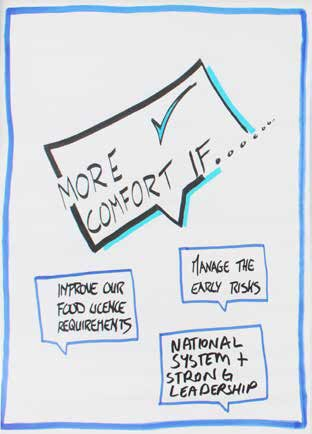 MORE
COMFORT IF.........
IMPROVE OUR
FOOD LICENCE
REQUIREMENTS
MANAGE THE
EARLY RISKS
NATIONAL
SYSTEM +
STRONG
LEADERSHIP